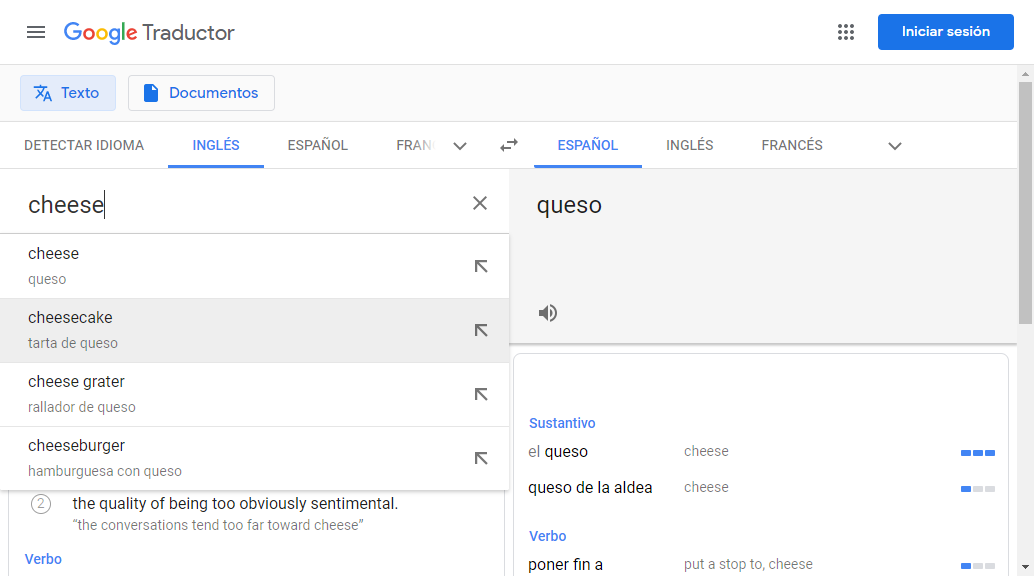 Google Traductor
Iniciar sesión
Texto
Documentos
DETECTAR IDIOMA
INGLÉS
ESPAÑOL
FRAN
ESPAÑOL
INGLÉS
FRANCÉS
cheese
queso
cheese
queso
cheesecake
tarta de queso
cheese grater
rallador de queso
cheeseburger
hamburguesa con queso
2 the quality of being too obviously sentimental.
“the conversations tend too far toward cheese”
Verbo
Sustantivo
el queso cheese
queso de la aldea cheese
Verbo
poner fin a put a stop to, cheese